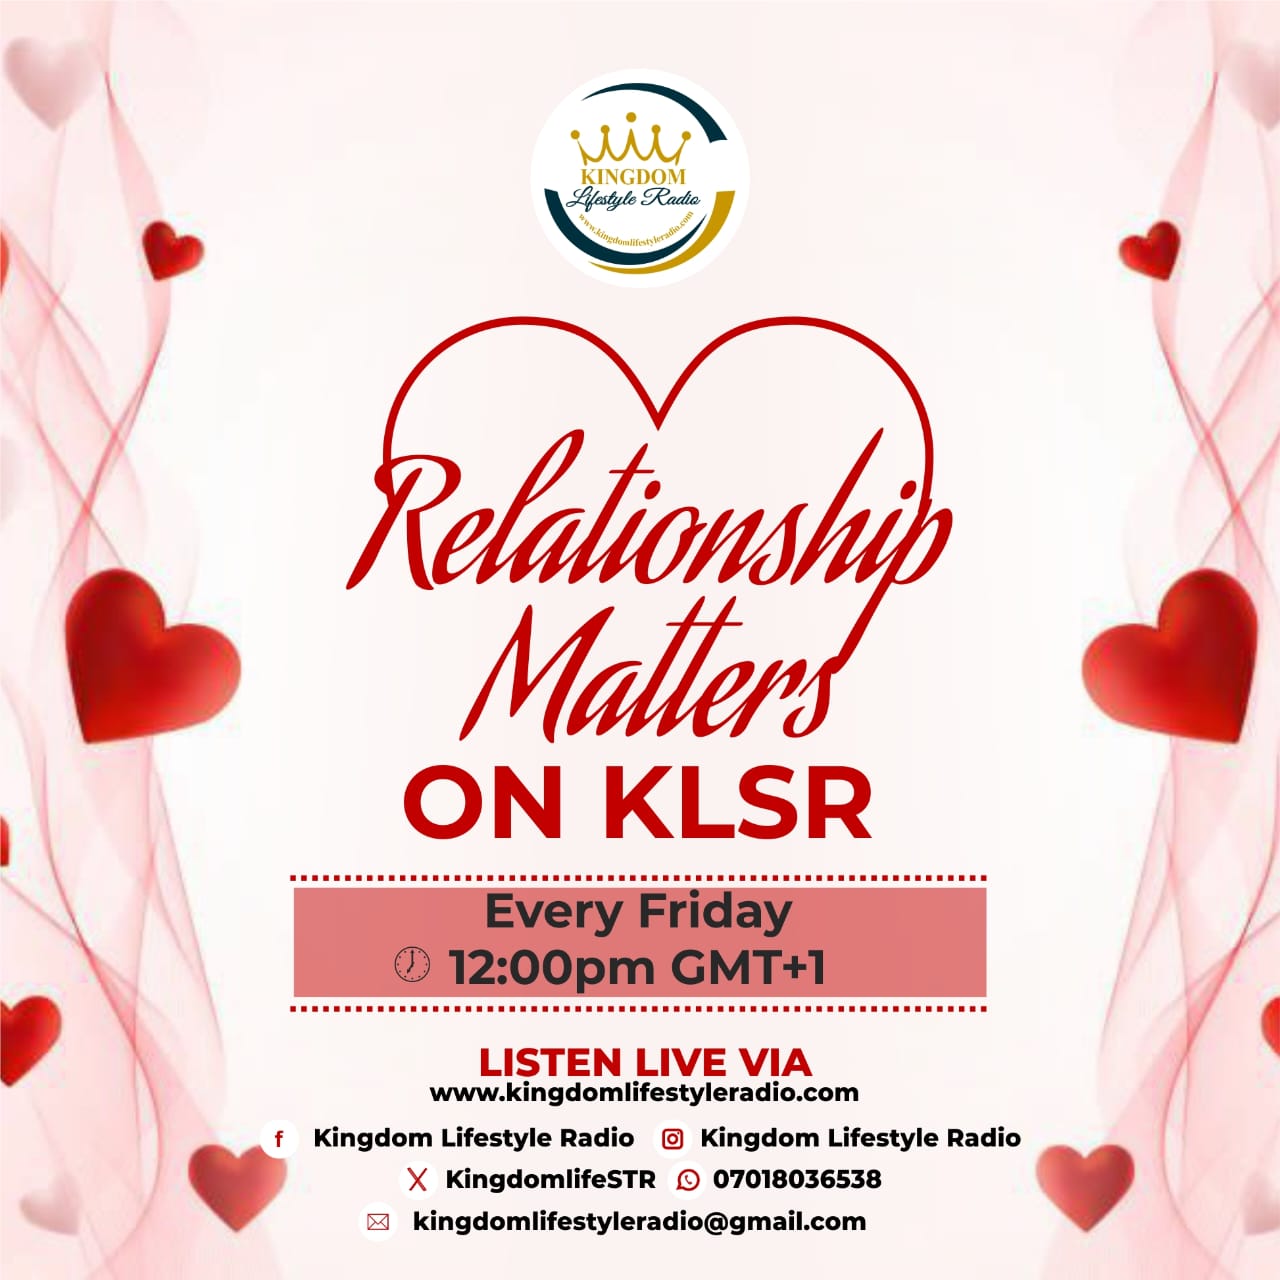 KINGDOM
Lifestyle Radio
www.kingdomlifestyleradio.com
Relationship
Matters
ON KLSR
Every Friday
12:00pm GMT+1
LISTEN LIVE VIA
www.kingdomlifestyleradio.com
f Kingdom Lifestyle Radio Kingdom Lifestyle Radio
X KingdomlifeSTR 07018036538
kingdomlifestyleradio@gmail.com